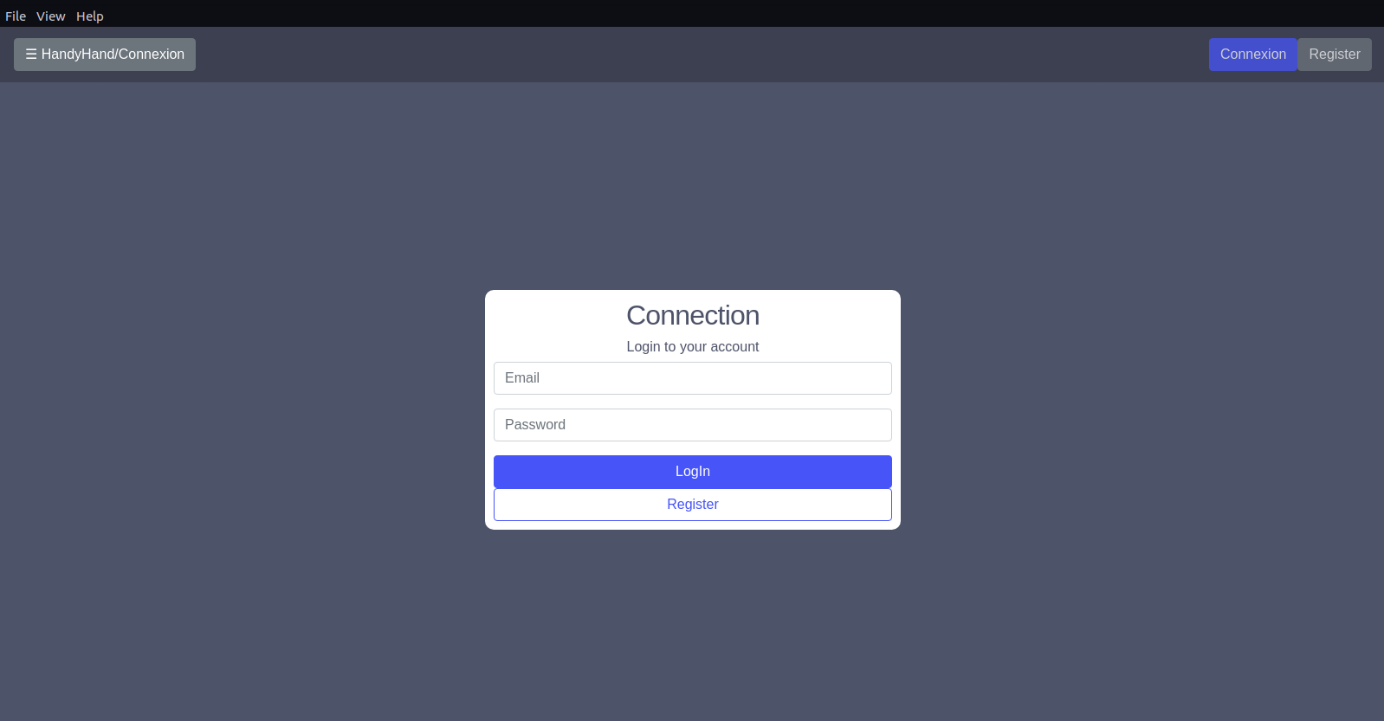 File View Help
☰ HandyHand/Connexion Connexion Register
Connection
Login to your account
Email
Password
LogIn
Register